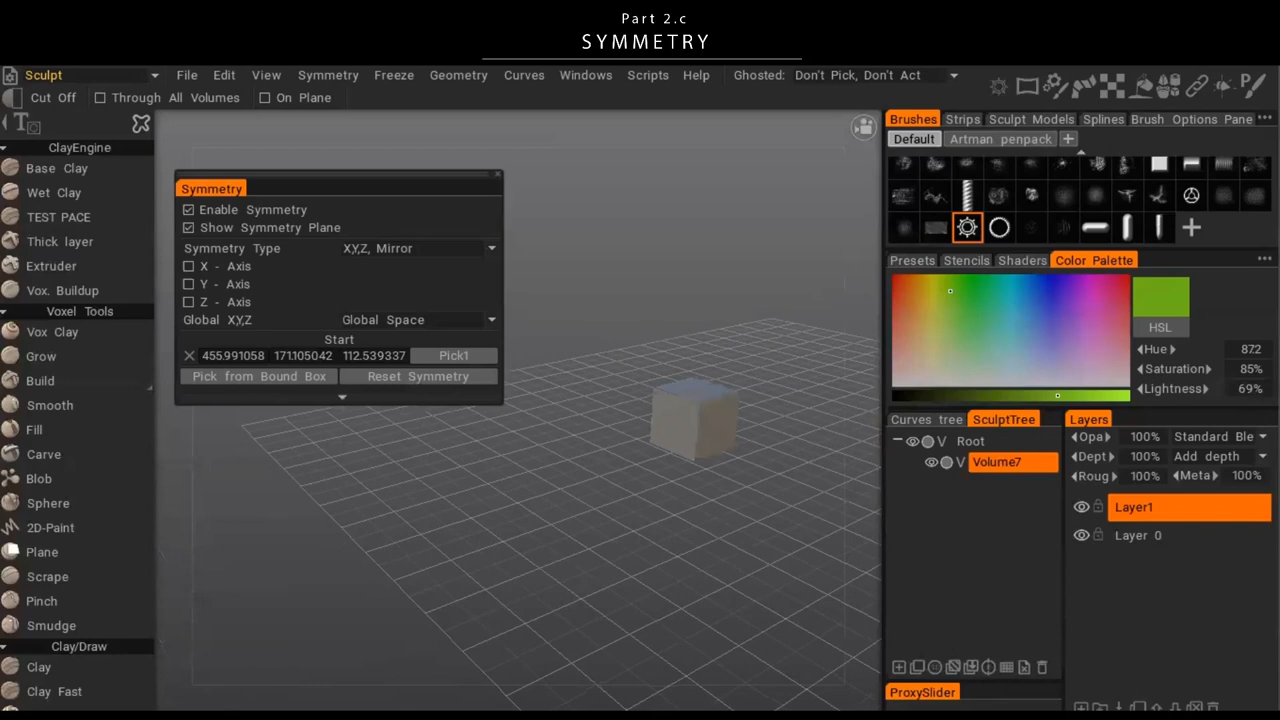 Part 2.c
SYMMETRY
Sculpt File Edit View Symmetry Freeze Geometry Curves Windows Scripts Help Ghosted: Don't Pick, Don't Act
Cut Off Through All Volumes On Plane
ClayEngine
Base Clay
Wet Clay
TEST PACE
Thick layer
Extruder
Vox. Buildup
Voxel Tools
Vox Clay
Grow
Build
Smooth
Fill
Carve
Blob
Sphere
2D-Paint
Plane
Scrape
Pinch
Smudge
Clay/Draw
Clay
Clay Fast
Symmetry
Enable Symmetry
Show Symmetry Plane
Symmetry Type X,Y,Z, Mirror
X - Axis
Y - Axis
Z - Axis
Global X,Y,Z Global Space
Start
455.991058 171.105042 112.539337 Pick1
Pick from Bound Box Reset Symmetry
Brushes Strips Sculpt Models Splines Brush Options Pane
Default Artman penpack
Presets Stencils Shaders Color Palette
HSL
Hue 87.2
Saturation 85%
Lightness 69%
Curves tree SculptTree
V Root
V Volume7
Layers
Opa 100% Standard Ble
Dept 100% Add depth
Roug 100% Meta 100%
Layer1
Layer 0
ProxySlider